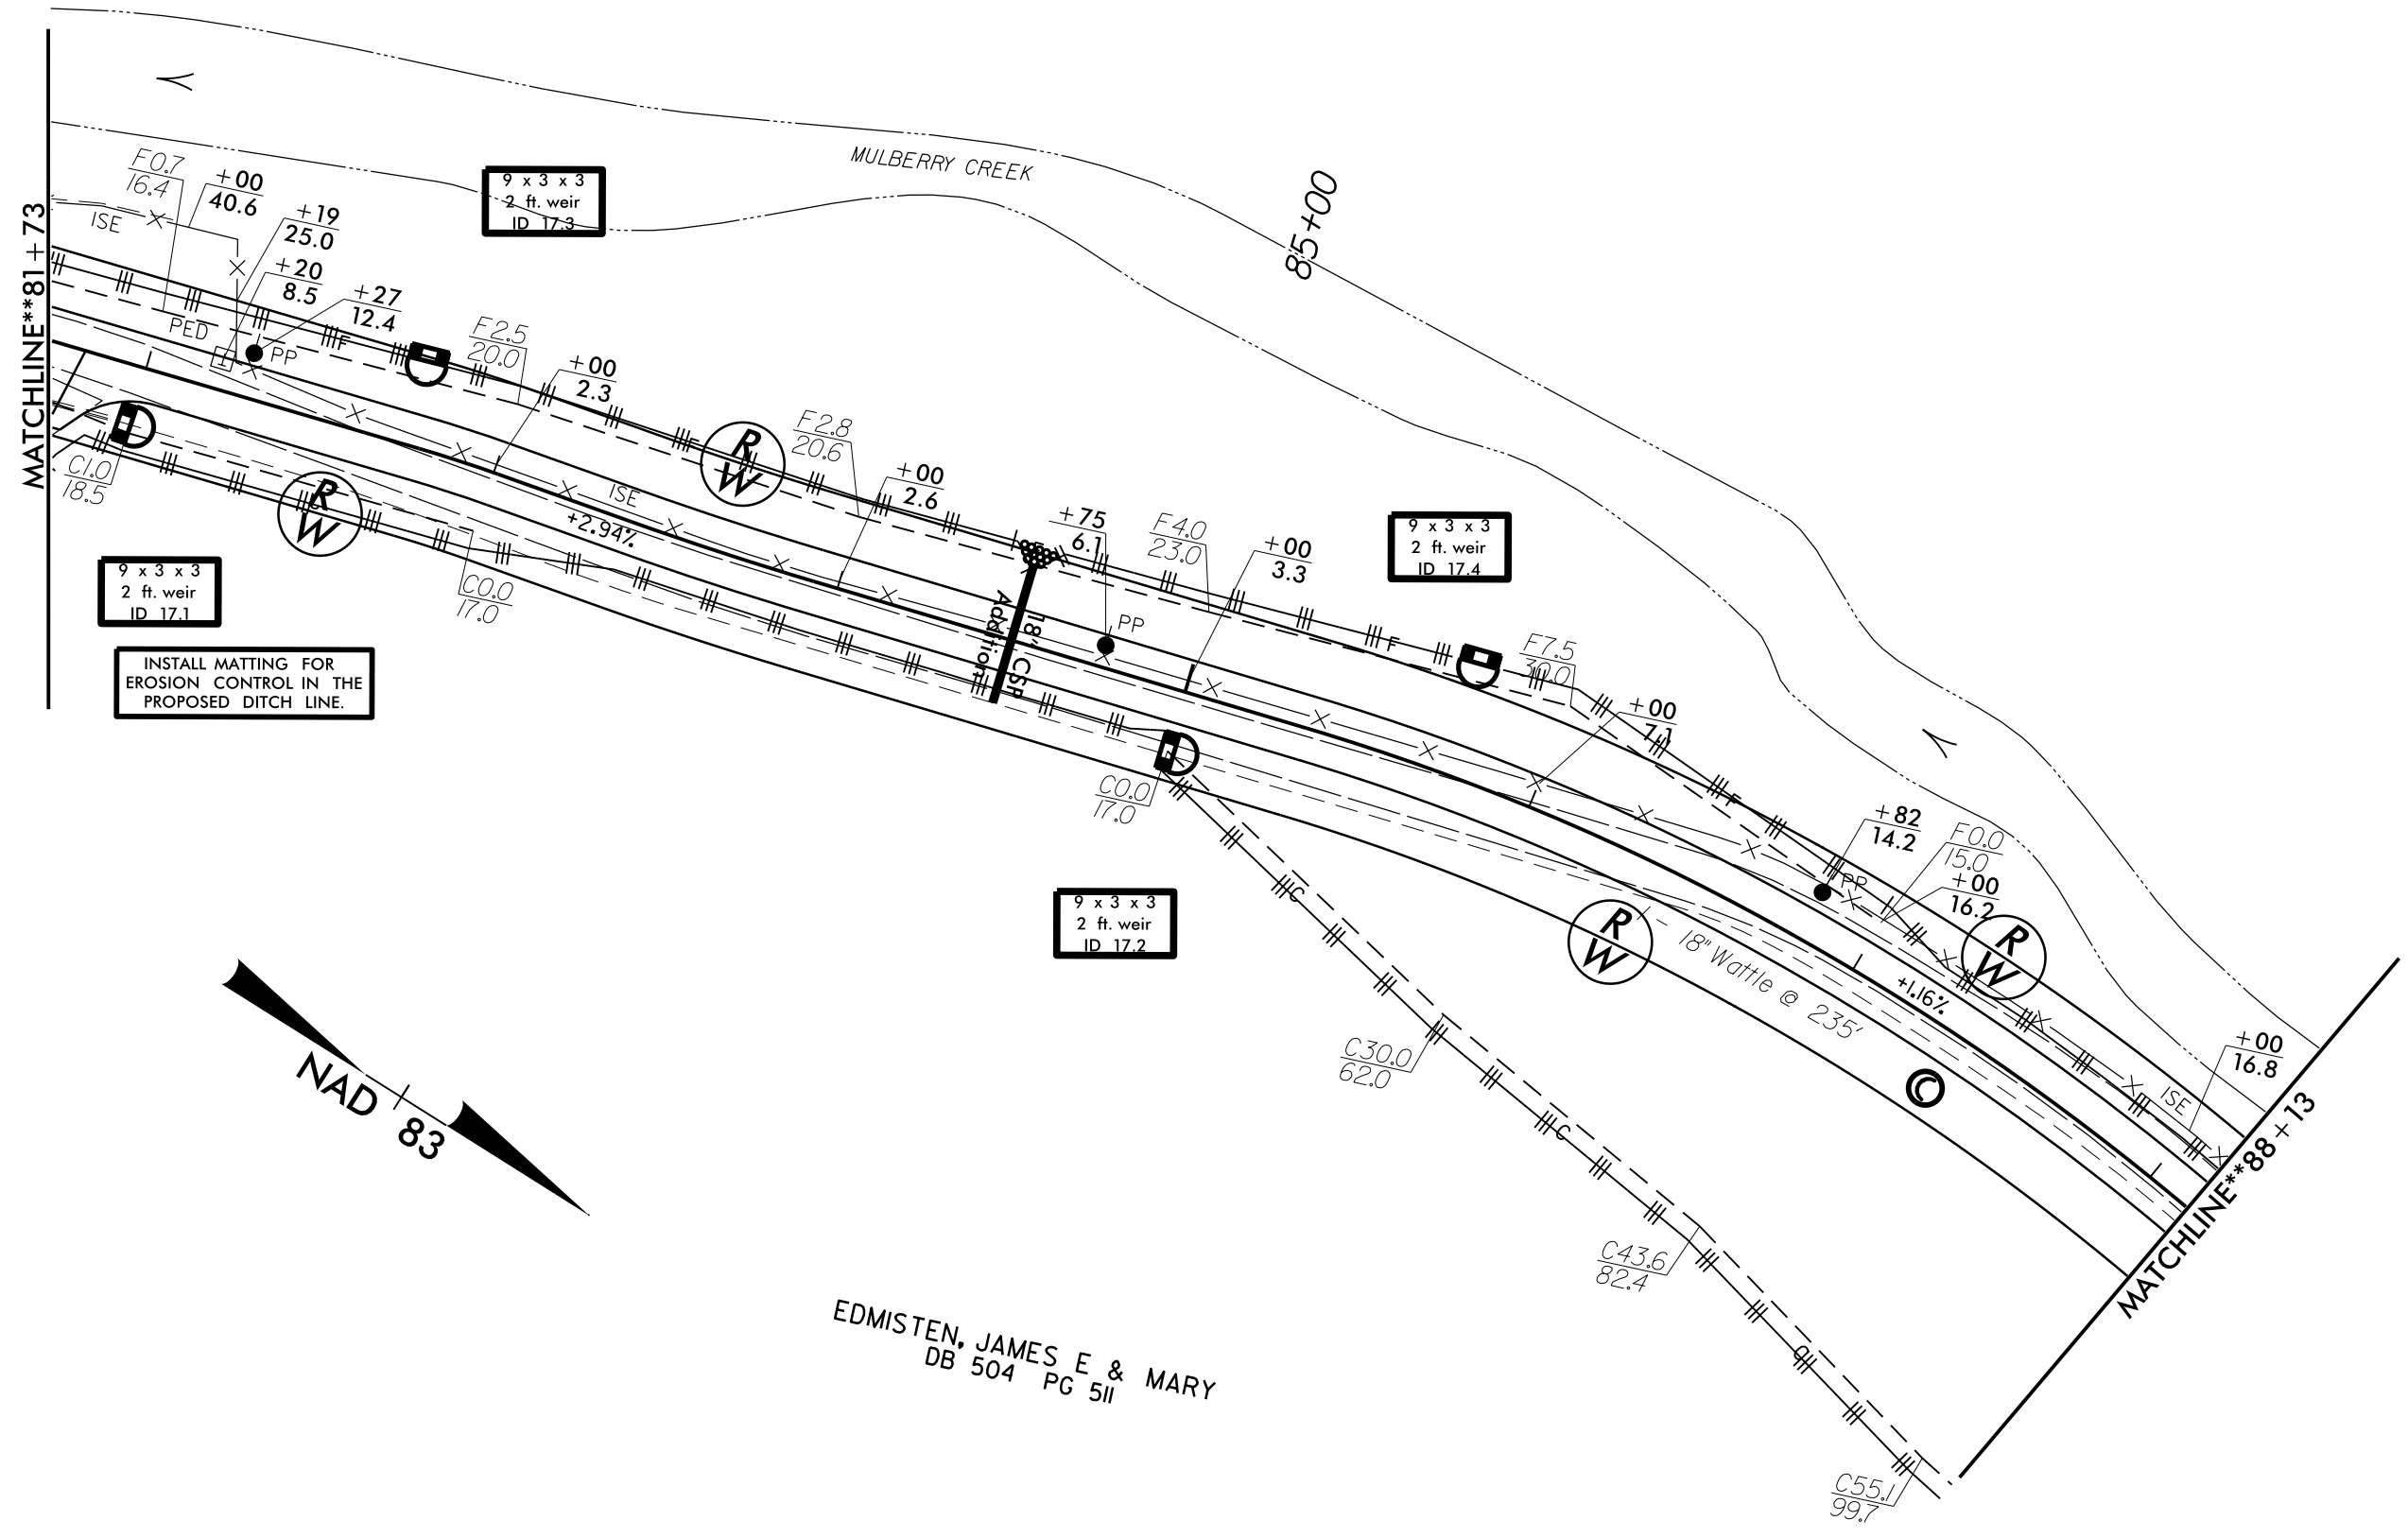 MATCHLINE**81+73
MULBERRY CREEK
85+00
F0.7
16.4
+00
40.6
ISE
+19
25.0
+20
8.5
+27
12.4
PED
PP
9 x 3 x 3
2 ft. weir
ID 17.3
F2.5
20.0
F
+00
2.3
C1.0
18.5
R
W
C
R
W
F
F2.8
20.6
+00
2.6
ISE
+2.94%
C0.0
17.0
+75
6.1
F4.0
23.0
+00
3.3
F
PP
9 x 3 x 3
2 ft. weir
ID 17.4
18" CSP
Addition
F
F
F7.5
30.0
+00
7.1
F
9 x 3 x 3
2 ft. weir
ID 17.1
INSTALL MATTING FOR
EROSION CONTROL IN THE
PROPOSED DITCH LINE.
C0.0
17.0
9 x 3 x 3
2 ft. weir
ID 17.2
C
+82
14.2
F0.0
15.0
PP
+00
16.2
R
W
R
W
18" Wattle @ 235'
+1.16%
C
ISE
+00
16.8
MATCHLINE**88+13
C30.0
62.0
C
C43.6
82.4
C
C55.1
99.7
NAD 83
EDMISTEN, JAMES E & MARY
DB 504 PG 511